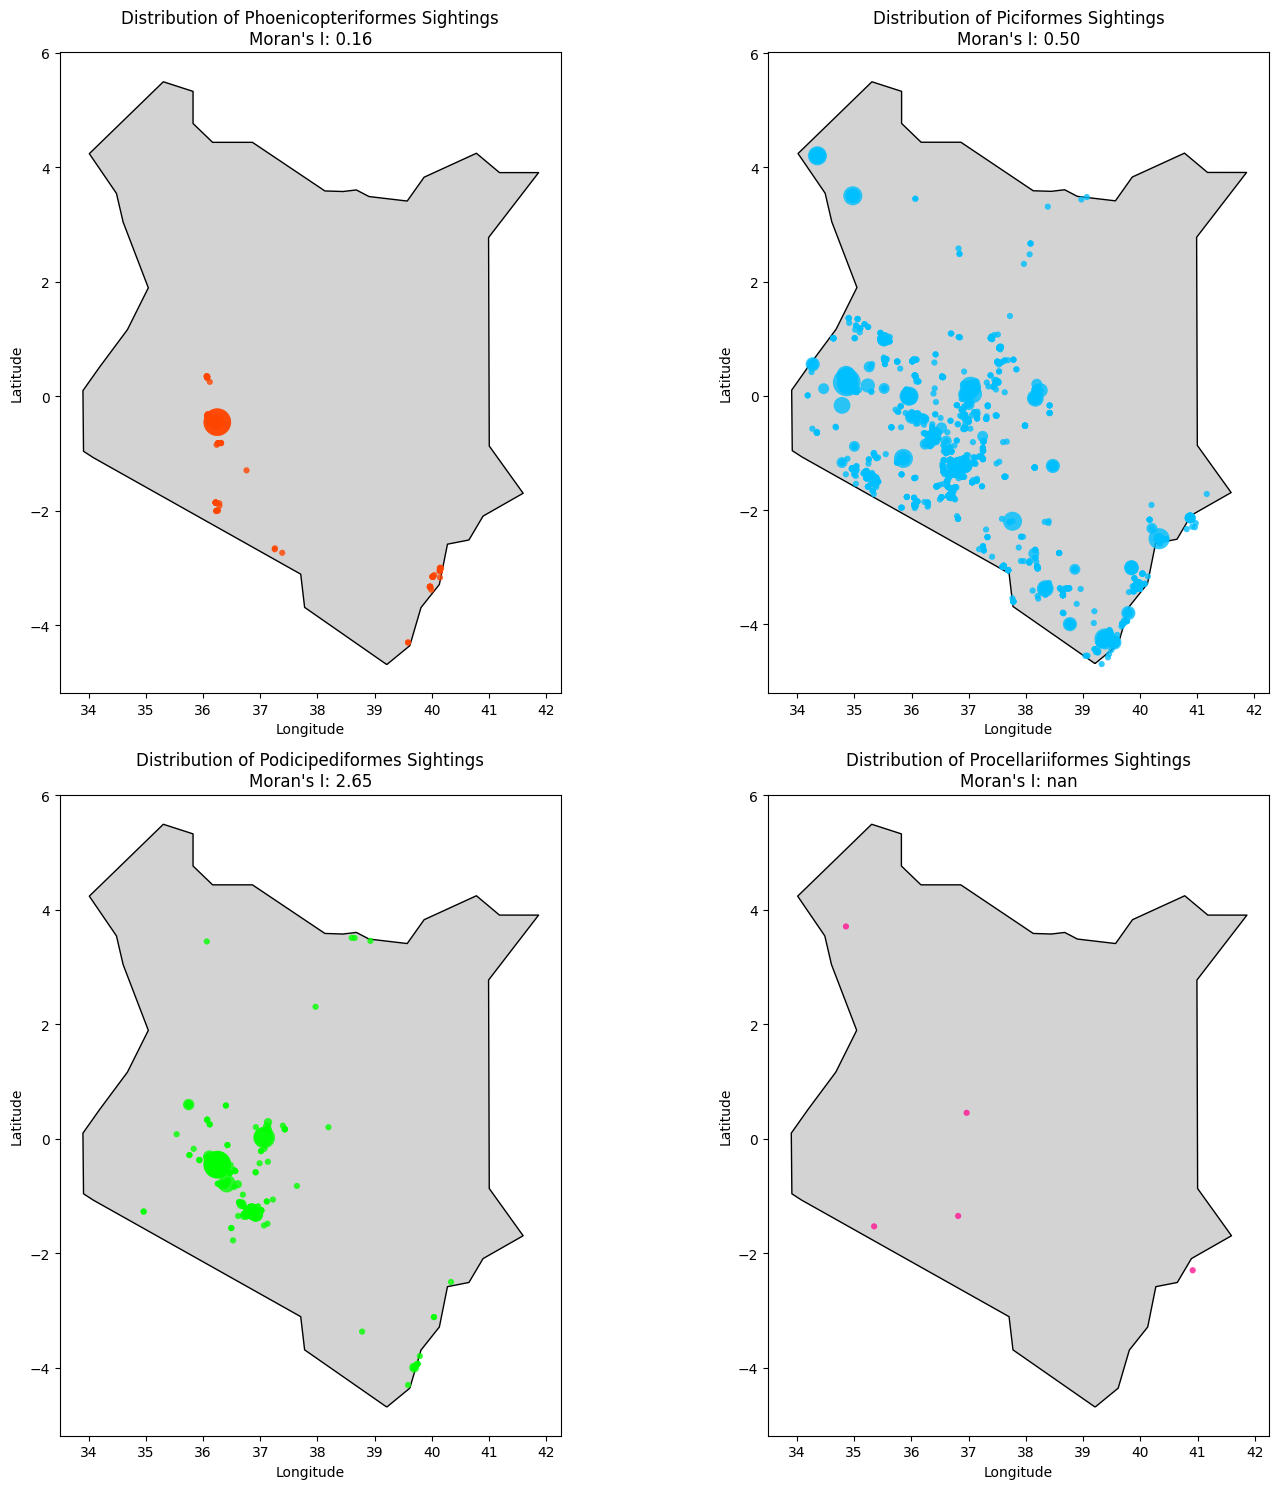 Distribution of Phoenicopteriformes Sightings
Moran's I: 0.16
6
4
2
0
−2
−4
Latitude
34 35 36 37 38 39 40 41 42
Longitude
Distribution of Piciformes Sightings
Moran's I: 0.50
6
4
2
0
−2
−4
Latitude
34 35 36 37 38 39 40 41 42
Longitude
Distribution of Podicipediformes Sightings
Moran's I: 2.65
6
4
2
0
−2
−4
Latitude
34 35 36 37 38 39 40 41 42
Longitude
Distribution of Procellariiformes Sightings
Moran's I: nan
6
4
2
0
−2
−4
Latitude
34 35 36 37 38 39 40 41 42
Longitude